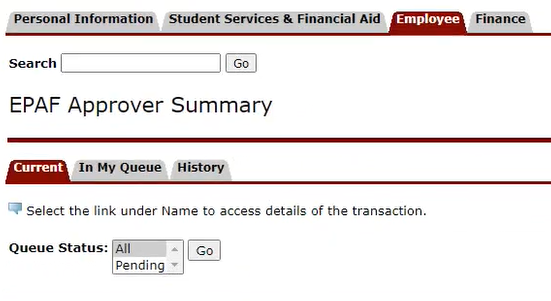 Personal Information Student Services & Financial Aid Employee Finance
Search Go
EPAF Approver Summary
Current In My Queue History
Select the link under Name to access details of the transaction.
Queue Status: All Go
Pending